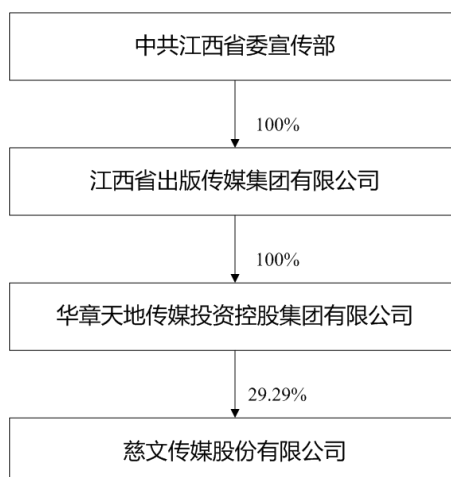 中共江西省委宣传部
100%
江西省出版传媒集团有限公司
100%
华章天地传媒投资控股集团有限公司
29.29%
慈文传媒股份有限公司